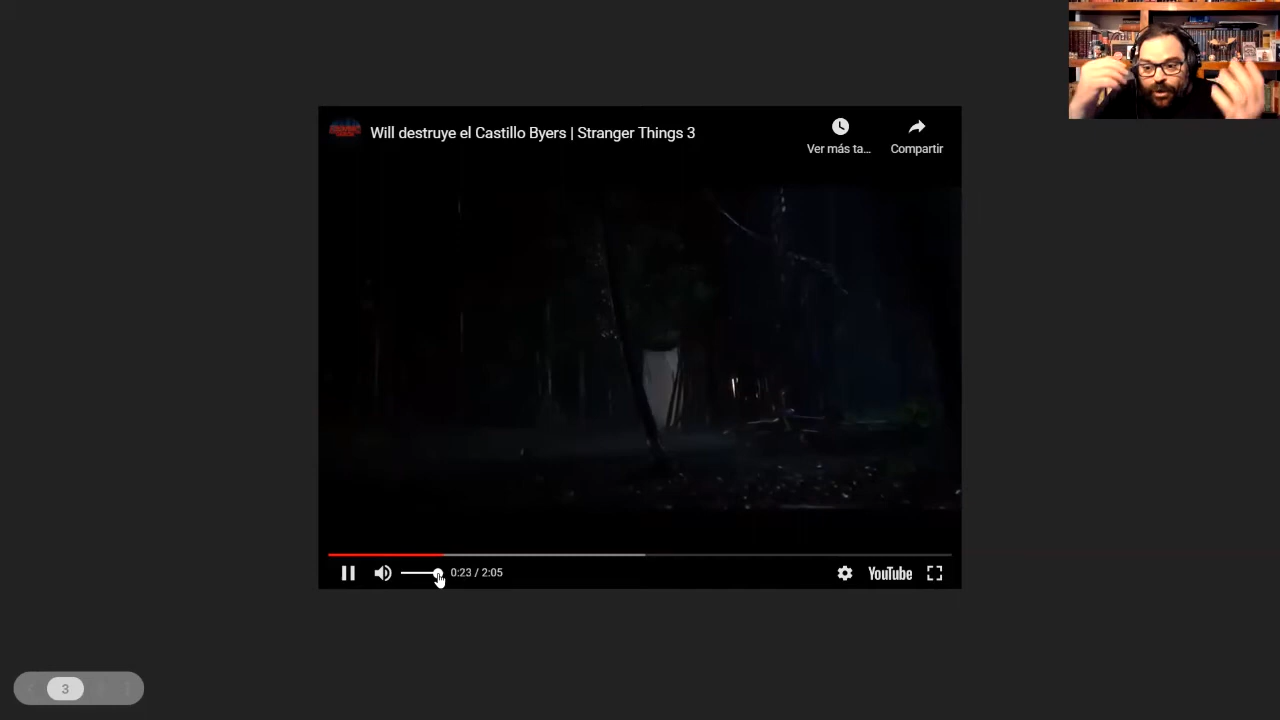 Will destruye el Castillo Byers | Stranger Things 3
Ver más ta...
Compartir
0:23 / 2:05
YouTube
3